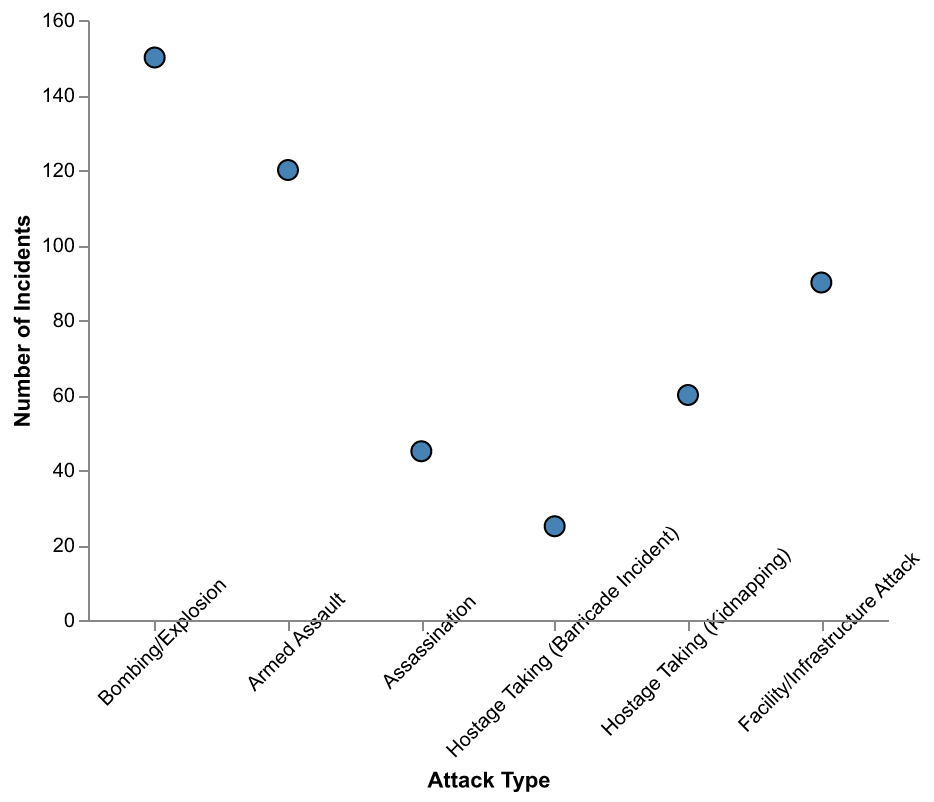 160
140
120
100
80
60
40
20
0
Number of Incidents
Bombing/Explosion
Armed Assault
Assassination
Hostage Taking (Barricade Incident)
Hostage Taking (Kidnapping)
Facility/Infrastructure Attack
Attack Type